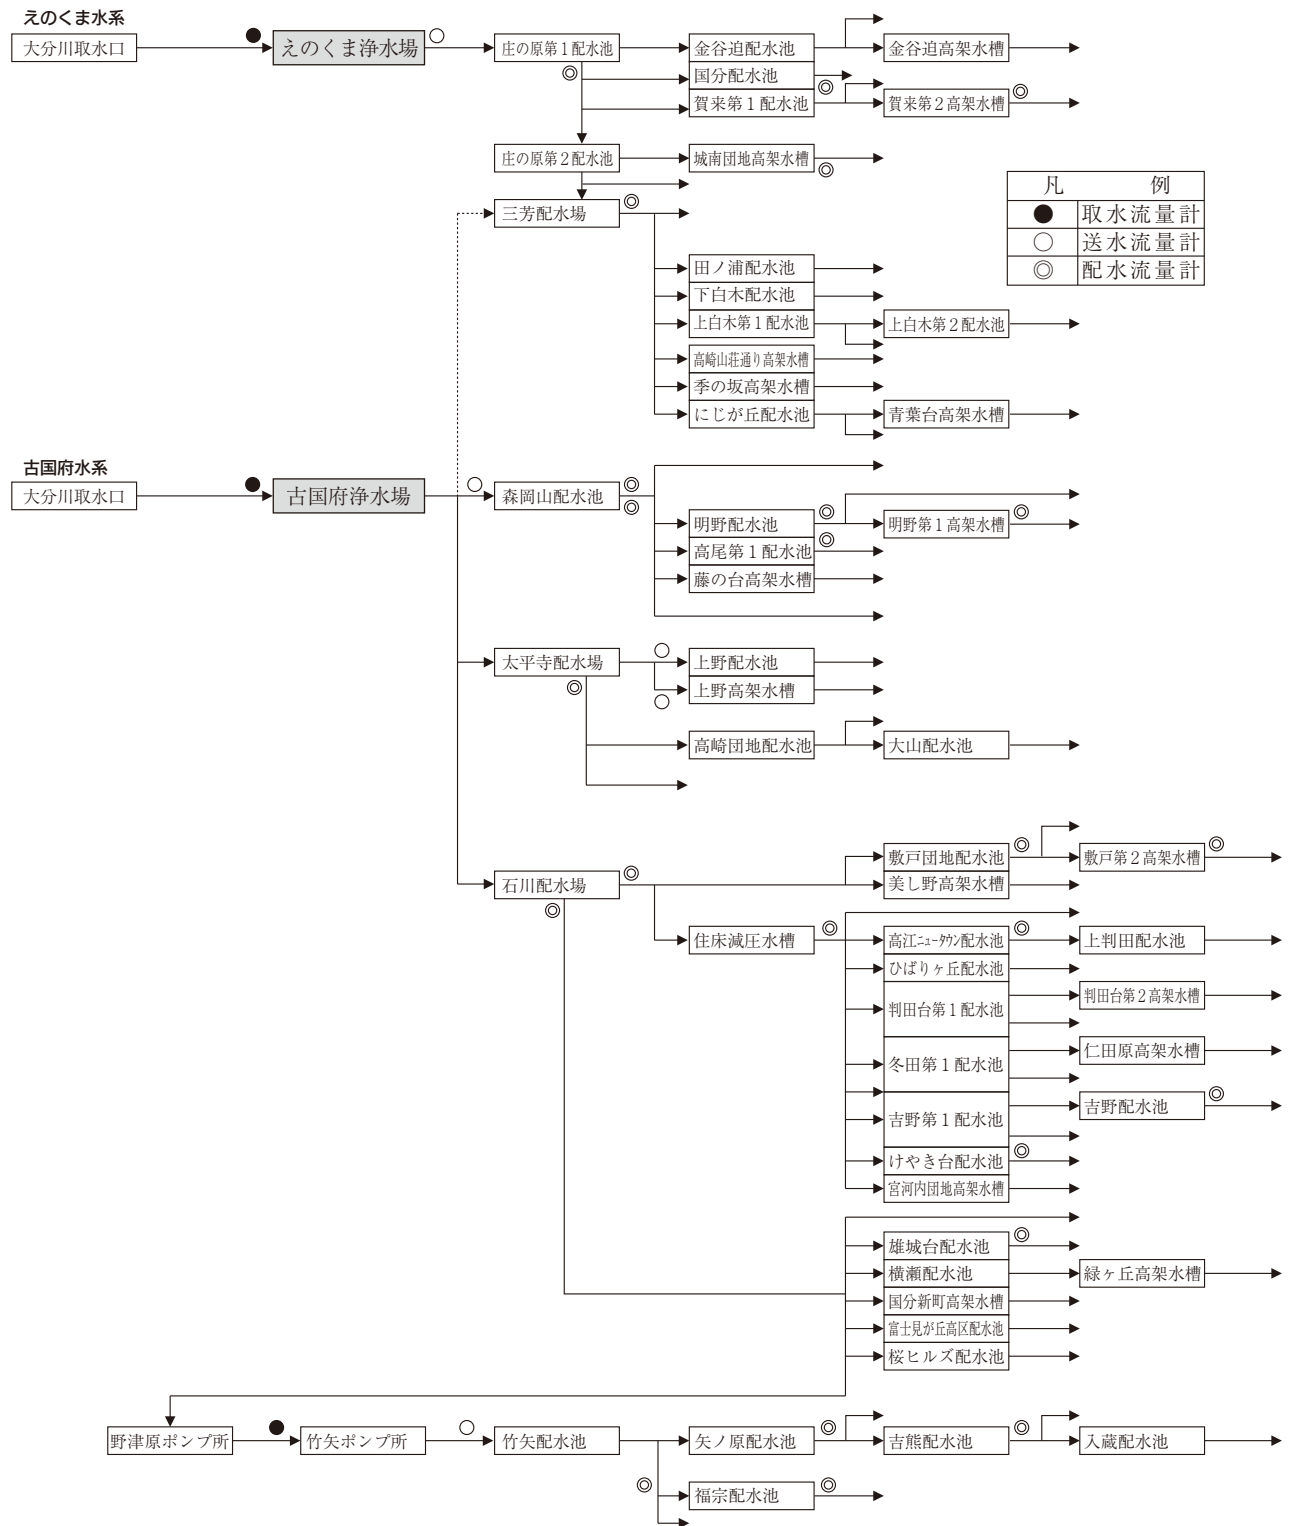 えのくま水系
大分川取水口
えのくま浄水場
庄の原第1配水池
金谷迫配水池
金谷迫高架水槽
国分配水池
賀来第1配水池
賀来第2高架水槽
庄の原第2配水池
城南団地高架水槽
三芳配水場
凡 例
● 取水流量計
○ 送水流量計
◎ 配水流量計
田ノ浦配水池
下白木配水池
上白木第1配水池
上白木第2配水池
高崎山荘通り高架水槽
季の坂高架水槽
にじが丘配水池
青葉台高架水槽
古国府水系
大分川取水口
古国府浄水場
森岡山配水池
明野配水池
明野第1高架水槽
高尾第1配水池
藤の台高架水槽
太平寺配水場
上野配水池
上野高架水槽
高崎団地配水池
大山配水池
石川配水場
敷戸団地配水池
敷戸第2高架水槽
美し野高架水槽
住床減圧水槽
高江ニュータウン配水池
上判田配水池
ひばりヶ丘配水池
判田台第1配水池
判田台第2高架水槽
冬田第1配水池
仁田原高架水槽
吉野第1配水池
吉野配水池
けやき台配水池
宮河内団地高架水槽
雄城台配水池
横瀬配水池
緑ヶ丘高架水槽
国分新町高架水槽
富士見が丘高区配水池
桜ヒルズ配水池
野津原ポンプ所
竹矢ポンプ所
竹矢配水池
矢ノ原配水池
吉熊配水池
入蔵配水池
福宗配水池